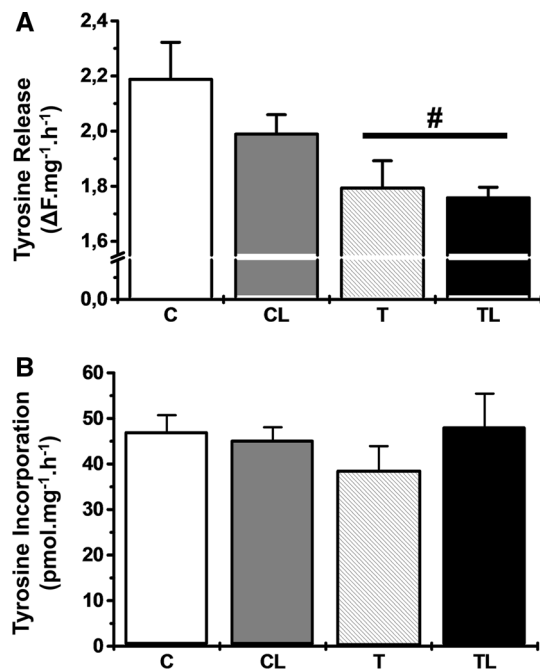 A
Tyrosine Release
(ΔF.mg⁻¹.h⁻¹)
2,4
2,2
2,0
1,8
1,6
0,0
#
C CL T TL
B
Tyrosine Incorporation
(pmol.mg⁻¹.h⁻¹)
60
50
40
30
20
10
0
C CL T TL